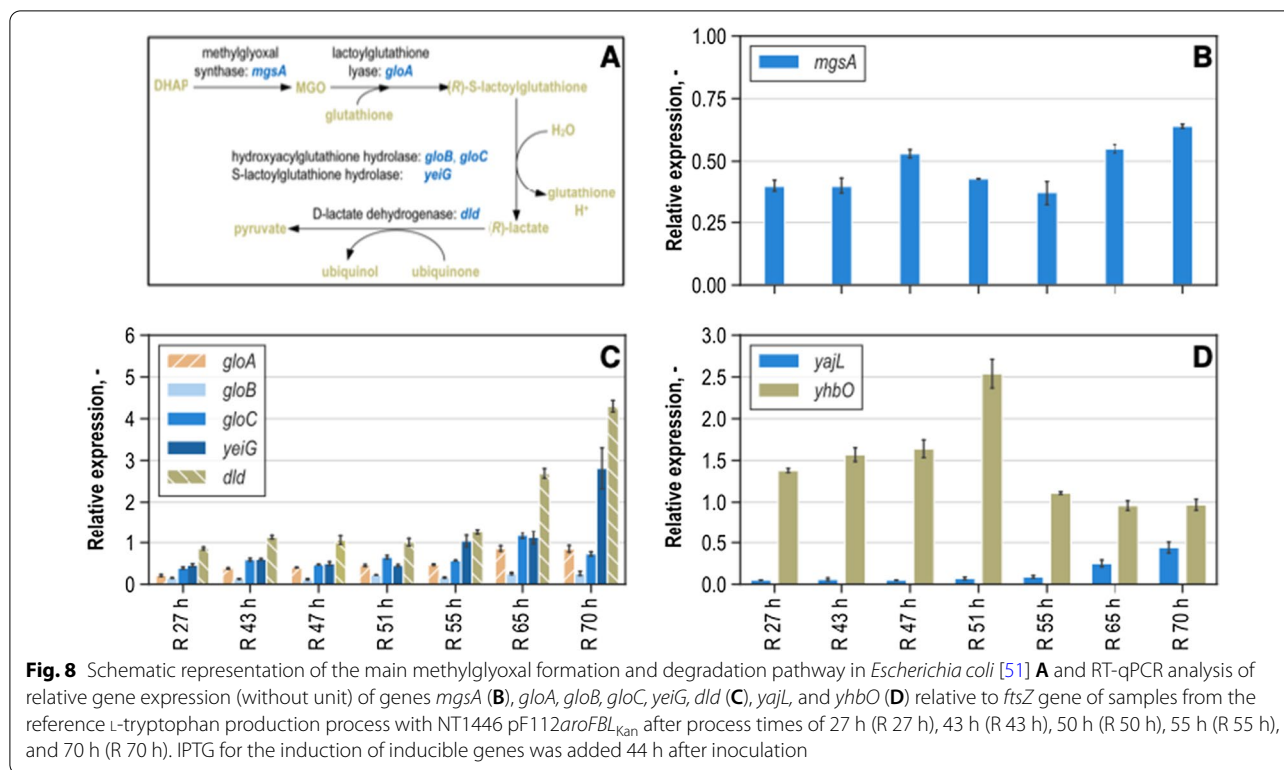 A
methylglyoxal
synthase: mgsA
lactoylglutathione
lyase: gloA
DHAP
MGO
(R)-S-lactoylglutathione
glutathione
H₂O
hydroxyacylglutathione hydrolase: gloB, gloC
S-lactoylglutathione hydrolase: yeiG
glutathione
H⁺
D-lactate dehydrogenase: dld
pyruvate
(R)-lactate
ubiquinol
ubiquinone
B
mgsA
Relative expression, -
1.00
0.75
0.50
0.25
0.00
C
gloA
gloB
gloC
yeiG
dld
Relative expression, -
6
5
4
3
2
1
0
R 27 h
R 43 h
R 47 h
R 51 h
R 55 h
R 65 h
R 70 h
D
yajL
yhbO
Relative expression, -
3.0
2.5
2.0
1.5
1.0
0.5
0.0
R 27 h
R 43 h
R 47 h
R 51 h
R 55 h
R 65 h
R 70 h
Fig. 8 Schematic representation of the main methylglyoxal formation and degradation pathway in Escherichia coli [51] A and RT-qPCR analysis of
relative gene expression (without unit) of genes mgsA (B), gloA, gloB, gloC, yeiG, dld (C), yajL, and yhbO (D) relative to ftsZ gene of samples from the
reference L-tryptophan production process with NT1446 pF112aroFBL_Kan after process times of 27 h (R 27 h), 43 h (R 43 h), 50 h (R 50 h), 55 h (R 55 h),
and 70 h (R 70 h). IPTG for the induction of inducible genes was added 44 h after inoculation